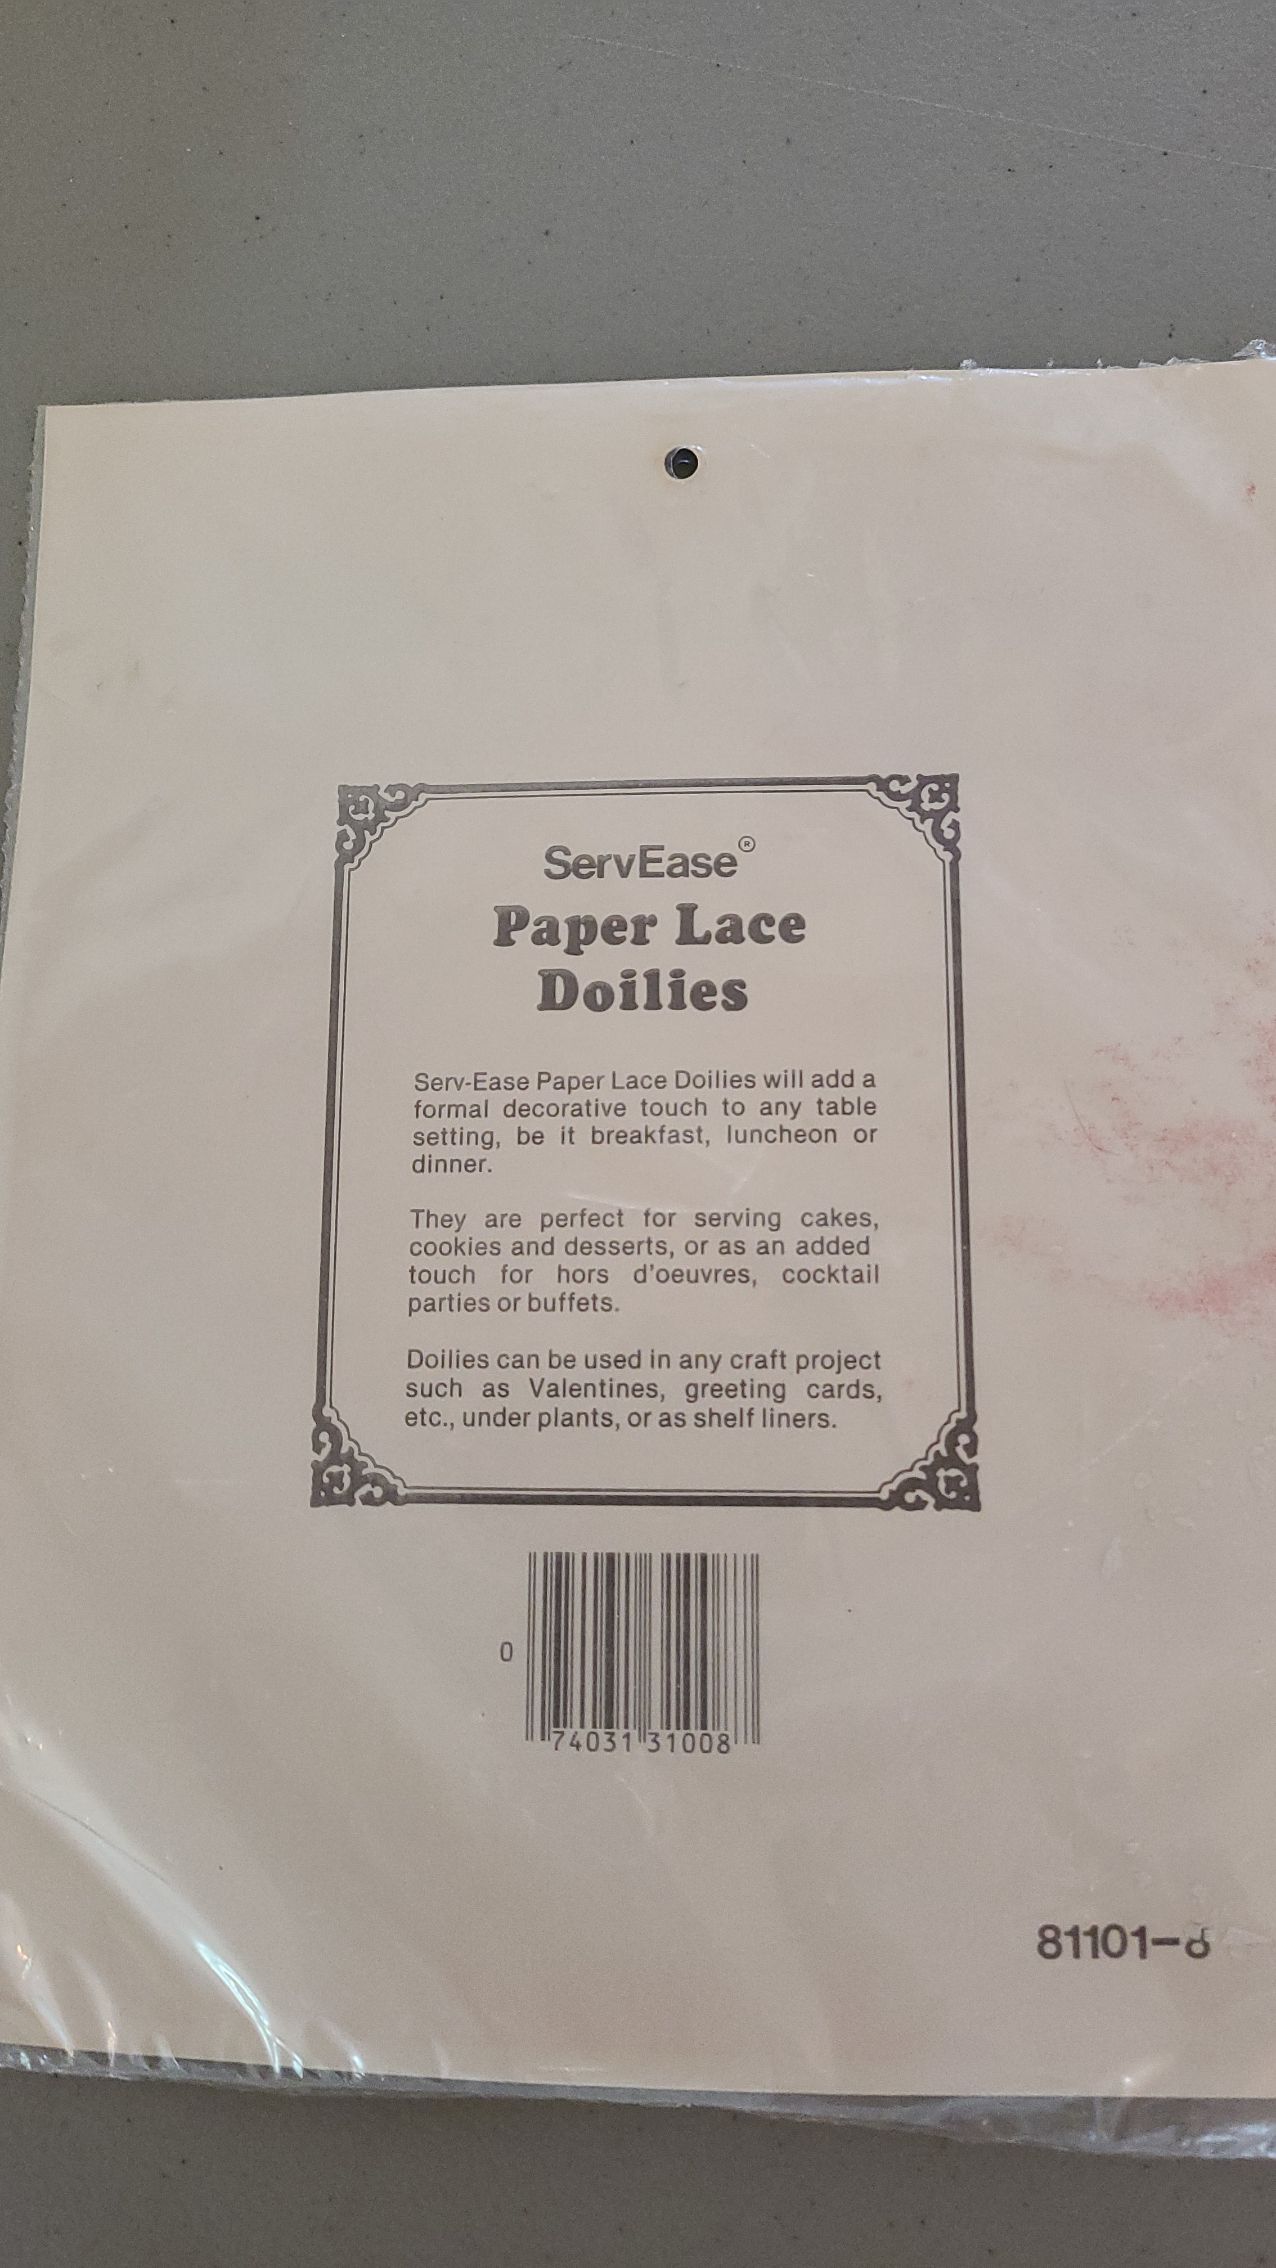 ServEase®
Paper Lace
Doilies
Serv-Ease Paper Lace Doilies will add a
formal decorative touch to any table
setting, be it breakfast, luncheon or
dinner.
They are perfect for serving cakes,
cookies and desserts, or as an added
touch for hors d'oeuvres, cocktail
parties or buffets.
Doilies can be used in any craft project
such as Valentines, greeting cards,
etc., under plants, or as shelf liners.
0 74031 31008